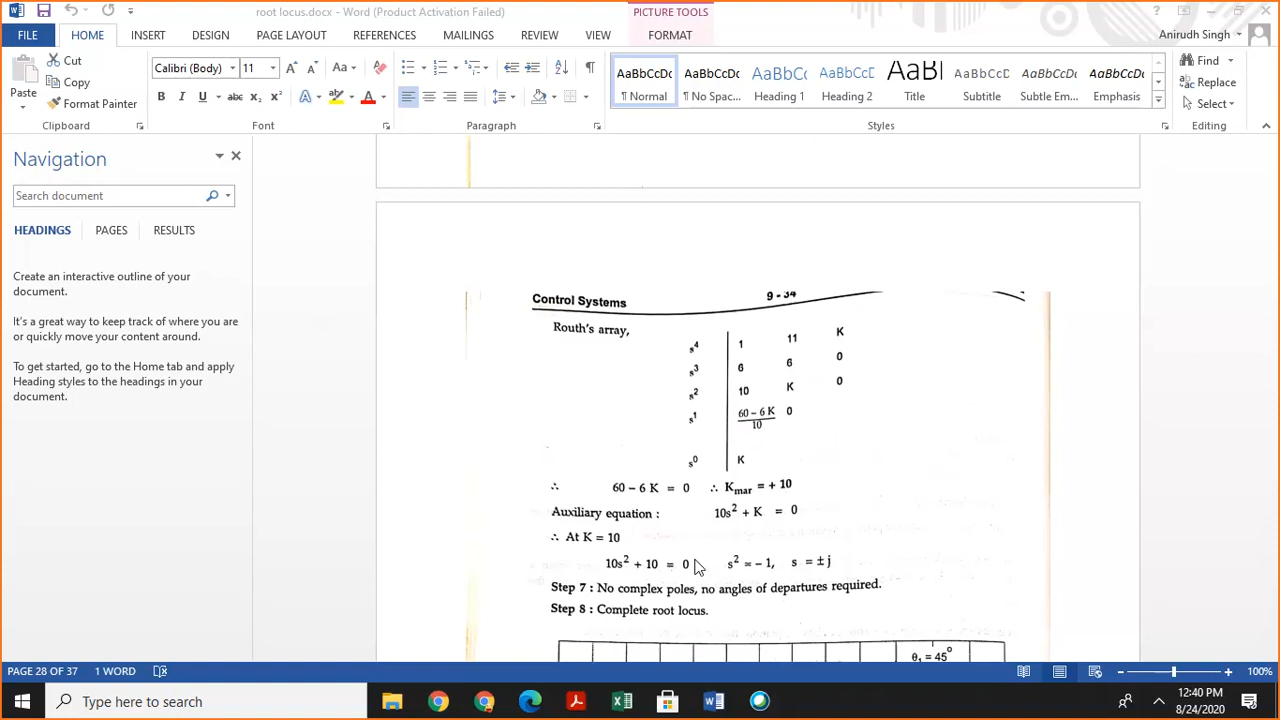 root locus.docx - Word (Product Activation Failed)
PICTURE TOOLS
FILE HOME INSERT DESIGN PAGE LAYOUT REFERENCES MAILINGS REVIEW VIEW FORMAT Anirudh Singh
Cut
Copy
Format Painter
Paste
Calibri (Body) 11
AaBbCcDc AaBbCcDc AaBbCc AaBbCcC AaBl AaBbCcD AaBbCcDc AaBbCcDc
¶ Normal ¶ No Spac... Heading 1 Heading 2 Title Subtitle Subtle Em... Emphasis
Find
Replace
Select
Clipboard Font Paragraph Styles Editing
Navigation
Search document
HEADINGS PAGES RESULTS
Create an interactive outline of your
document.
It's a great way to keep track of where you are
or quickly move your content around.
To get started, go to the Home tab and apply
Heading styles to the headings in your
document.
Control Systems 9 - 34
Routh's array,
s⁴ 1 11 K
s³ 6 6 0
s² 10 K 0
s¹ (60 – 6 K)/10 0
s⁰ K
∴ 60 – 6 K = 0 ∴ Kmar = + 10
Auxiliary equation : 10s² + K = 0
∴ At K = 10
10s² + 10 = 0 s² = – 1, s = ± j
Step 7 : No complex poles, no angles of departures required.
Step 8 : Complete root locus.
θ₁ = 45°
PAGE 28 OF 37 1 WORD 100%
Type here to search
12:40 PM
8/24/2020